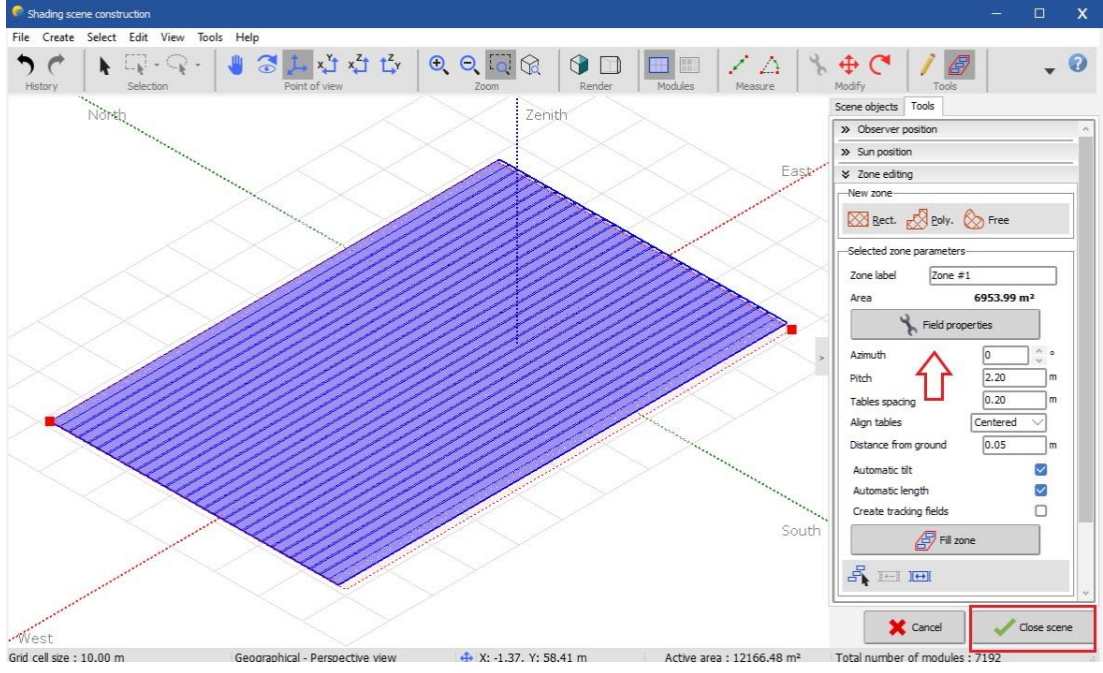 Shading scene construction
File Create Select Edit View Tools Help
History Selection Point of view Zoom Render Modules Measure Modify Tools
North
Zenith
East
South
West
Scene objects Tools
Observer position
Sun position
Zone editing
New zone
Rect. Poly. Free
Selected zone parameters
Zone label Zone #1
Area 6953.99 m²
Field properties
Azimuth 0 °
Pitch 2.20 m
Tables spacing 0.20 m
Align tables Centered
Distance from ground 0.05 m
Automatic tilt
Automatic length
Create tracking fields
Fill zone
Cancel Close scene
Grid cell size : 10.00 m Geographical - Perspective view X: -1.37, Y: 58.41 m Active area : 12166.48 m² Total number of modules : 7192